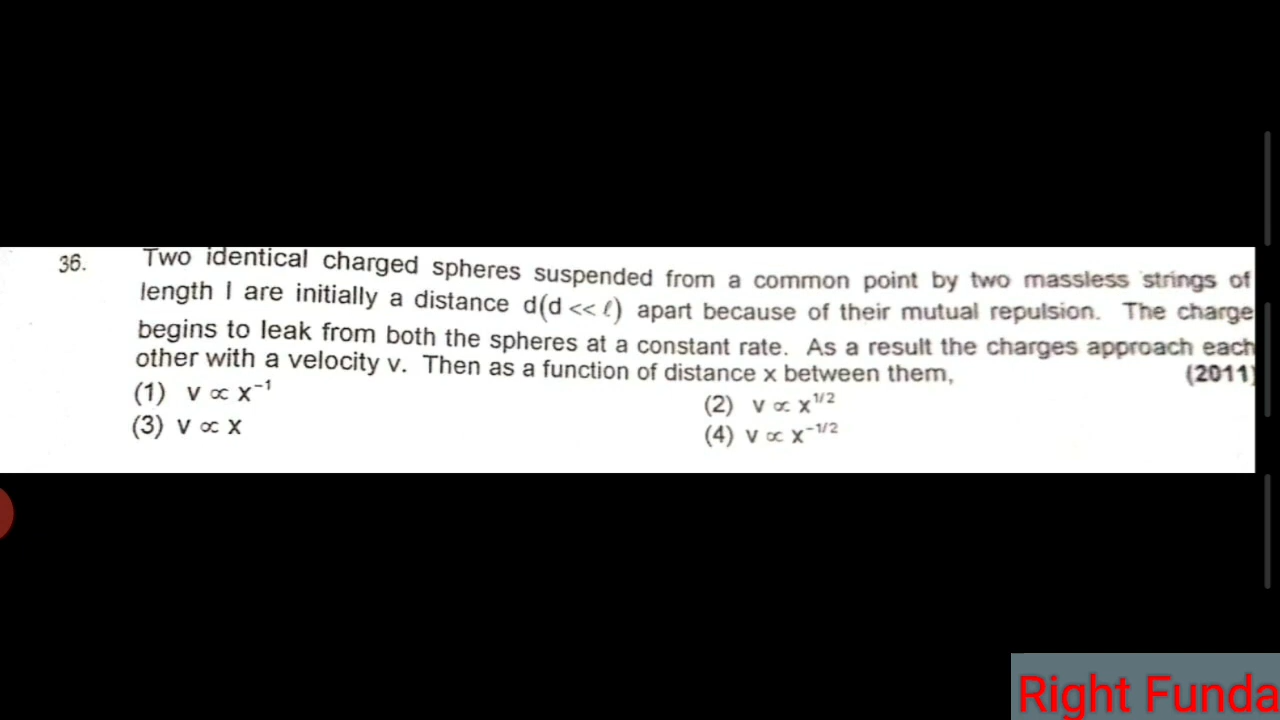 36. Two identical charged spheres suspended from a common point by two massless strings of
length l are initially a distance d(d << ℓ) apart because of their mutual repulsion. The charge
begins to leak from both the spheres at a constant rate. As a result the charges approach each
other with a velocity v. Then as a function of distance x between them, (2011)
(1) v ∝ x⁻¹ (2) v ∝ x^1/2
(3) v ∝ x (4) v ∝ x^-1/2
Right Funda